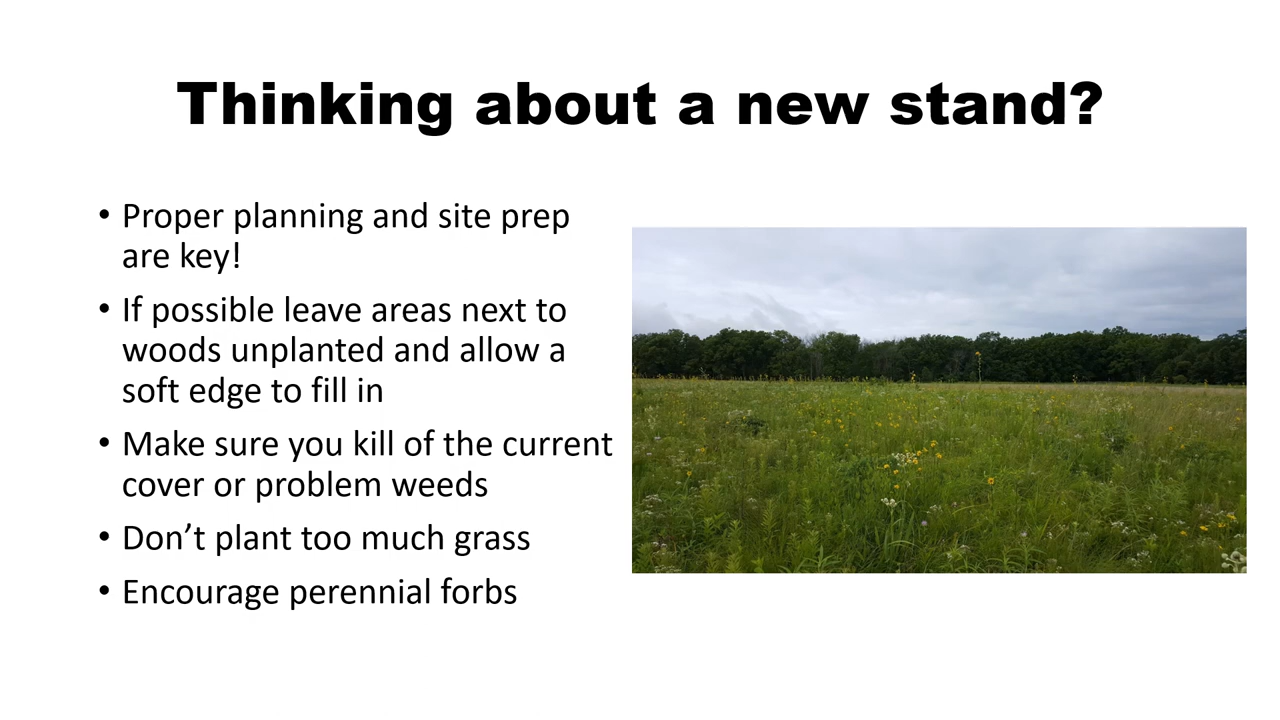 Thinking about a new stand?
• Proper planning and site prep
are key!
• If possible leave areas next to
woods unplanted and allow a
soft edge to fill in
• Make sure you kill of the current
cover or problem weeds
• Don’t plant too much grass
• Encourage perennial forbs